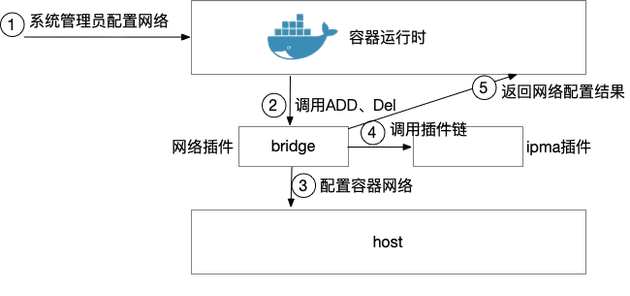 ① 系统管理员配置网络
容器运行时
② 调用ADD、Del
⑤ 返回网络配置结果
④ 调用插件链
网络插件
bridge
ipma插件
③ 配置容器网络
host